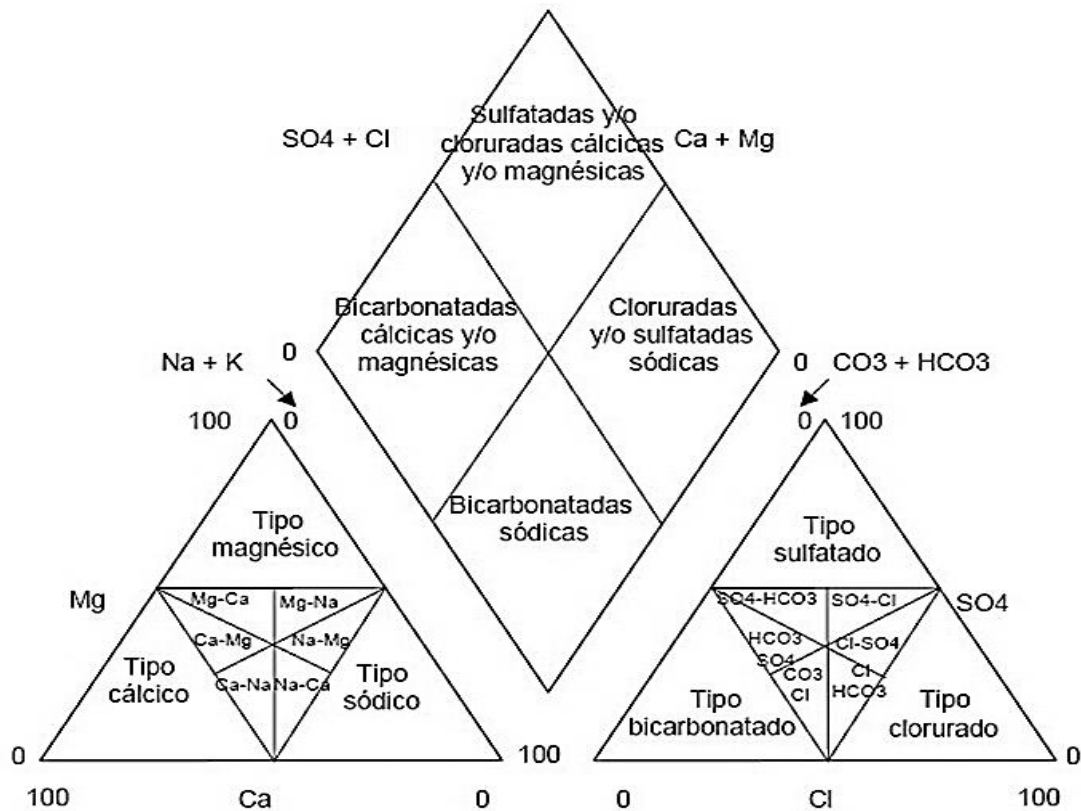 Sulfatadas y/o
SO4 + Cl
cloruradas cálcicas
Ca + Mg
y/o magnésicas
Bicarbonatadas
cálcicas y/o
magnésicas
Cloruradas
y/o sulfatadas
sódicas
Na + K
0
0
CO3 + HCO3
100
0
0
100
Bicarbonatadas
sódicas
Tipo
magnésico
Tipo
sulfatado
Mg
Mg-Ca
Mg-Na
SO4-HCO3
SO4-Cl
SO4
Ca-Mg
Na-Mg
HCO3
SO4
Cl-SO4
Tipo
cálcico
Ca-Na
Na-Ca
Tipo
sódico
CO3
Cl
Cl
HCO3
Tipo
bicarbonatado
Tipo
clorurado
0
100
0
100
Ca
0
0
Cl
100